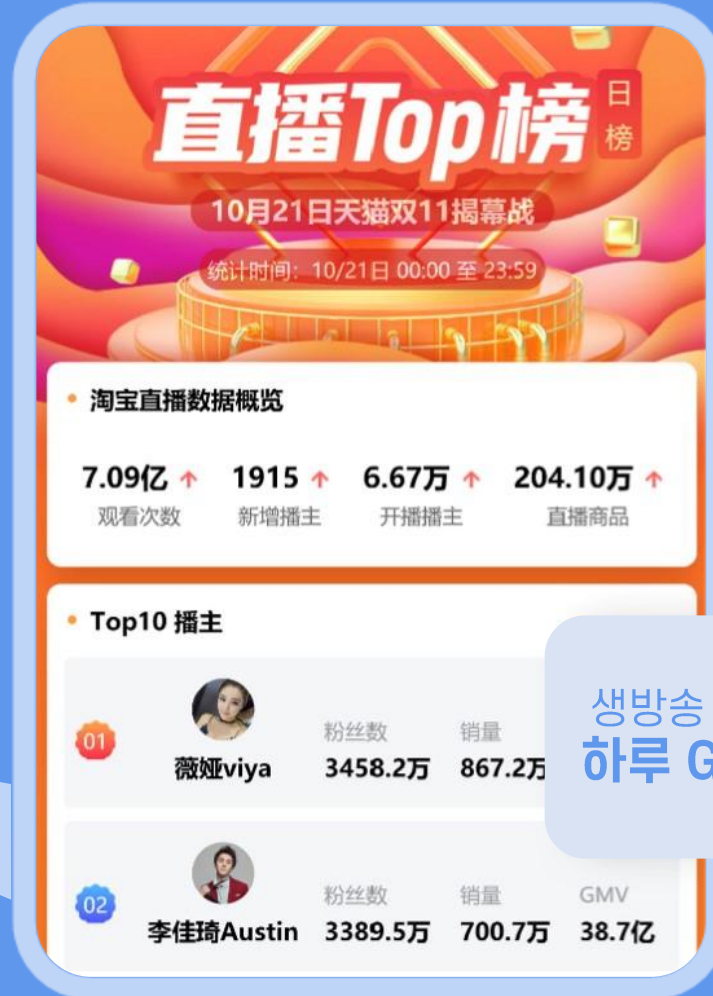 直播Top榜
日榜
10月21日天猫双11揭幕战
统计时间：10/21日 00:00 至 23:59
淘宝直播数据概览
7.09亿 ↑ 1915 ↑ 6.67万 ↑ 204.10万 ↑
观看次数 新增播主 开播播主 直播商品
Top10 播主
01
粉丝数 销量
薇娅viya 3458.2万 867.2万
생방송
하루 G
02
粉丝数 销量 GMV
李佳琦Austin 3389.5万 700.7万 38.7亿